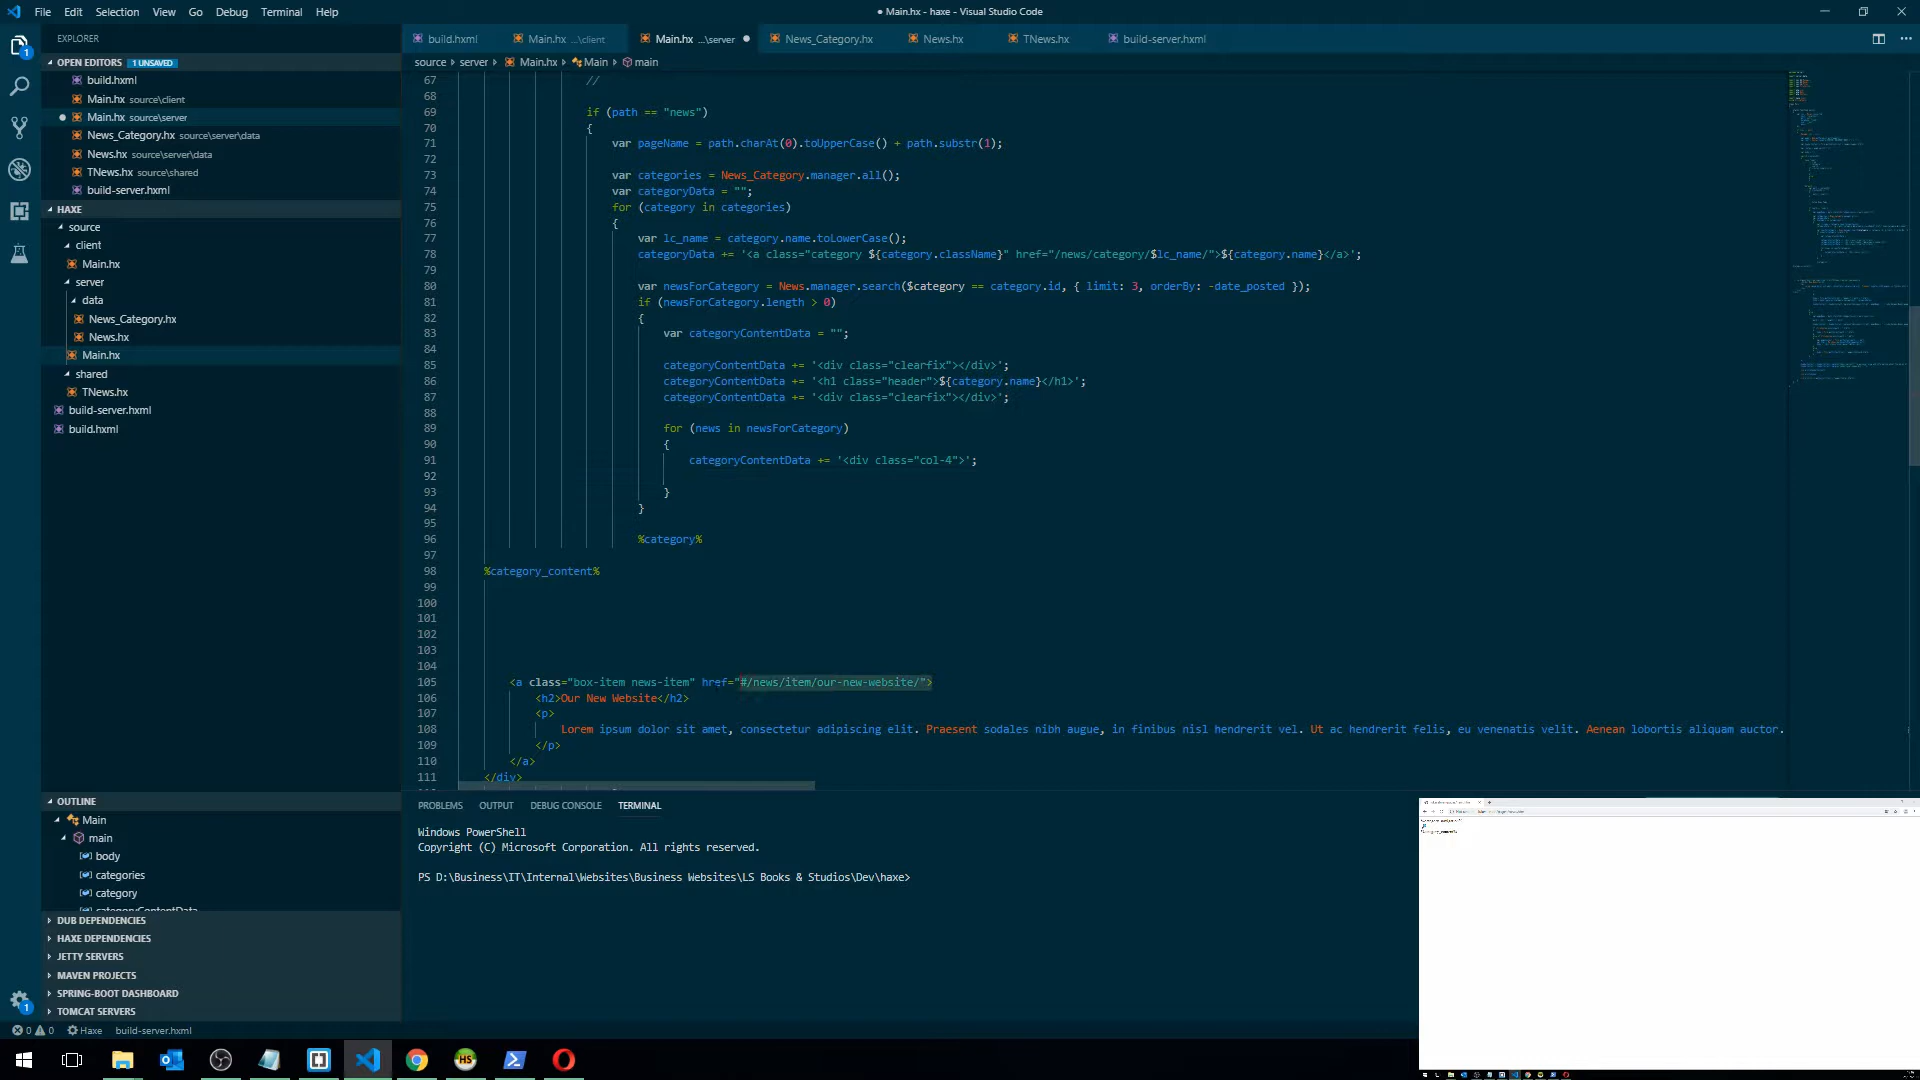 File Edit Selection View Go Debug Terminal Help
● Main.hx - haxe - Visual Studio Code
EXPLORER
OPEN EDITORS 1 UNSAVED
build.hxml
Main.hx source\client
Main.hx source\server
News_Category.hx source\server\data
News.hx source\server\data
TNews.hx source\shared
build-server.hxml
HAXE
source
client
Main.hx
server
data
News_Category.hx
News.hx
Main.hx
shared
TNews.hx
build-server.hxml
build.hxml
OUTLINE
Main
main
body
categories
category
categoryContentData
DUB DEPENDENCIES
HAXE DEPENDENCIES
JETTY SERVERS
MAVEN PROJECTS
SPRING-BOOT DASHBOARD
TOMCAT SERVERS
build.hxml Main.hx ...\client Main.hx ...\server ● News_Category.hx News.hx TNews.hx build-server.hxml
source > server > Main.hx > Main > main
67 //
68
69 if (path == "news")
70 {
71 var pageName = path.charAt(0).toUpperCase() + path.substr(1);
72
73 var categories = News_Category.manager.all();
74 var categoryData = "";
75 for (category in categories)
76 {
77 var lc_name = category.name.toLowerCase();
78 categoryData += '<a class="category ${category.className}" href="/news/category/$lc_name/">${category.name}</a>';
79
80 var newsForCategory = News.manager.search($category == category.id, { limit: 3, orderBy: -date_posted });
81 if (newsForCategory.length > 0)
82 {
83 var categoryContentData = "";
84
85 categoryContentData += '<div class="clearfix"></div>';
86 categoryContentData += '<h1 class="header">${category.name}</h1>';
87 categoryContentData += '<div class="clearfix"></div>';
88
89 for (news in newsForCategory)
90 {
91 categoryContentData += '<div class="col-4">';
92
93 }
94 }
95
96 %category%
97
98 %category_content%
99
100
101
102
103
104
105 <a class="box-item news-item" href="#/news/item/our-new-website/">
106 <h2>Our New Website</h2>
107 <p>
108 Lorem ipsum dolor sit amet, consectetur adipiscing elit. Praesent sodales nibh augue, in finibus nisl hendrerit vel. Ut ac hendrerit felis, eu venenatis velit. Aenean lobortis aliquam auctor.
109 </p>
110 </a>
111 </div>
PROBLEMS OUTPUT DEBUG CONSOLE TERMINAL
Windows PowerShell
Copyright (C) Microsoft Corporation. All rights reserved.
PS D:\Business\IT\Internal\Websites\Business Websites\LS Books & Studios\Dev\haxe>
0 0 Haxe build-server.hxml